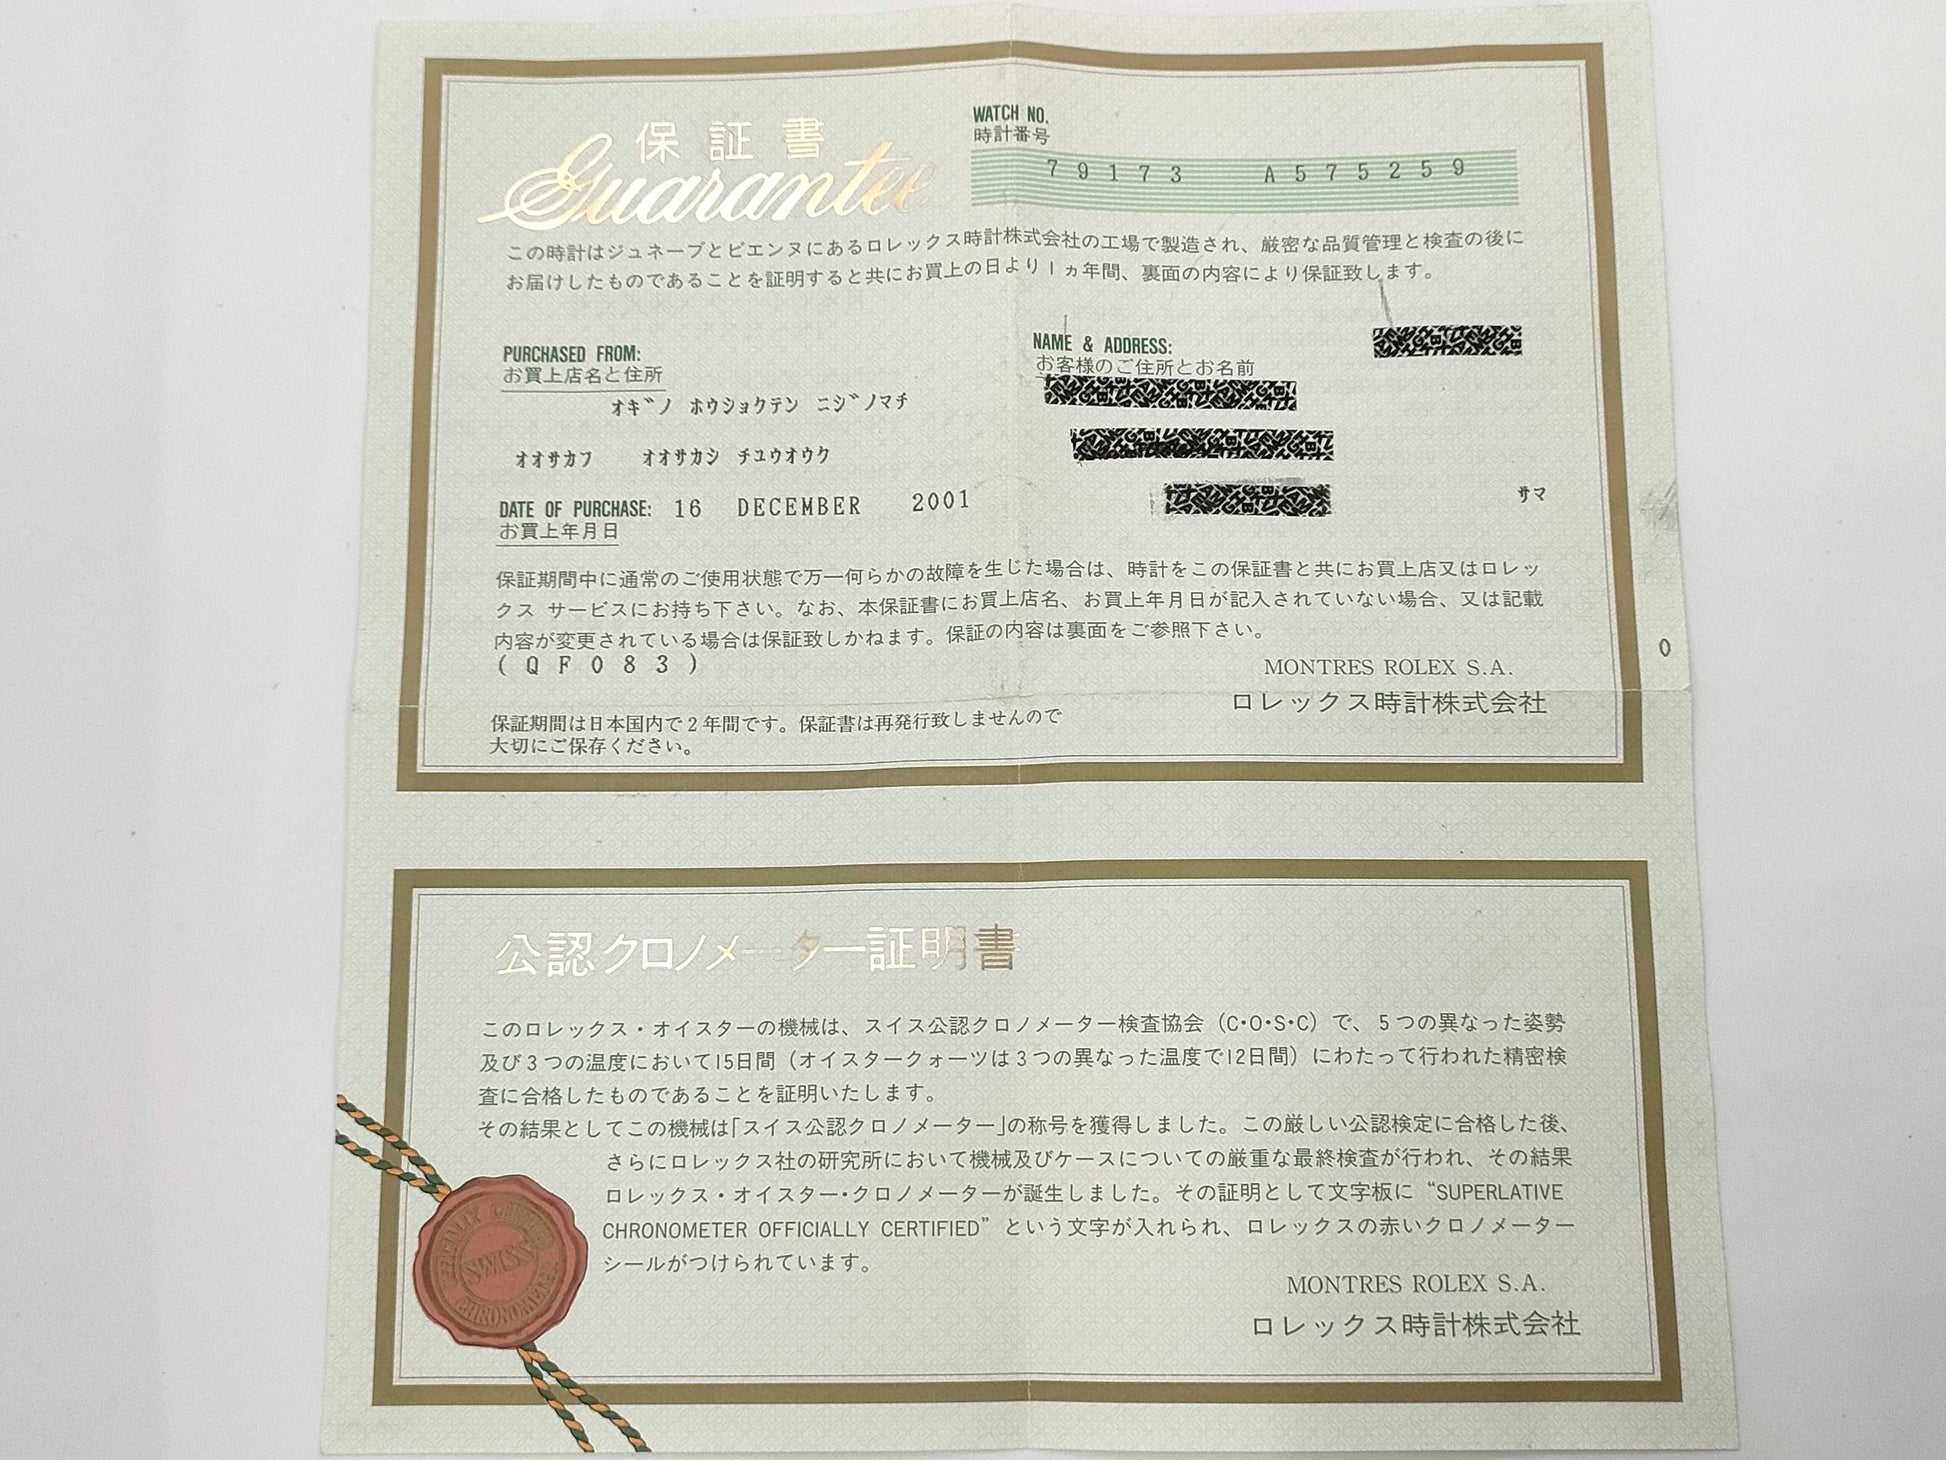 保証書
Guarantee
WATCH NO.
時計番号
79173 A575259
この時計はジュネーブとビエンヌにあるロレックス時計株式会社の工場で製造され、厳密な品質管理と検査の後に
お届けしたものであることを証明すると共にお買上の日より1ヵ年間、裏面の内容により保証致します。
PURCHASED FROM:
お買上店名と住所
オギノ ホウショクテン ニジノマチ
オオサカフ オオサカシ チユウオウク
NAME & ADDRESS:
お客様のご住所とお名前
サマ
DATE OF PURCHASE: 16 DECEMBER 2001
お買上年月日
保証期間中に通常のご使用状態で万一何らかの故障を生じた場合は、時計をこの保証書と共にお買上店又はロレッ
クス サービスにお持ち下さい。なお、本保証書にお買上店名、お買上年月日が記入されていない場合、又は記載
内容が変更されている場合は保証致しかねます。保証の内容は裏面をご参照下さい。
(QF083)
0
MONTRES ROLEX S.A.
ロレックス時計株式会社
保証期間は日本国内で2年間です。保証書は再発行致しませんので
大切にご保存ください。
公認クロノメーター証明書
このロレックス・オイスターの機械は、スイス公認クロノメーター検査協会(C・O・S・C)で、5つの異なった姿勢
及び3つの温度において15日間(オイスタークォーツは3つの異なった温度で12日間)にわたって行われた精密検
査に合格したものであることを証明いたします。
その結果としてこの機械は「スイス公認クロノメーター」の称号を獲得しました。この厳しい公認検定に合格した後、
さらにロレックス社の研究所において機械及びケースについての厳重な最終検査が行われ、その結果
ロレックス・オイスター・クロノメーターが誕生しました。その証明として文字板に“SUPERLATIVE
CHRONOMETER OFFICIALLY CERTIFIED”という文字が入れられ、ロレックスの赤いクロノメーター
シールがつけられています。
OFFICIALLY CERTIFIED
SWISS
CHRONOMETER
MONTRES ROLEX S.A.
ロレックス時計株式会社